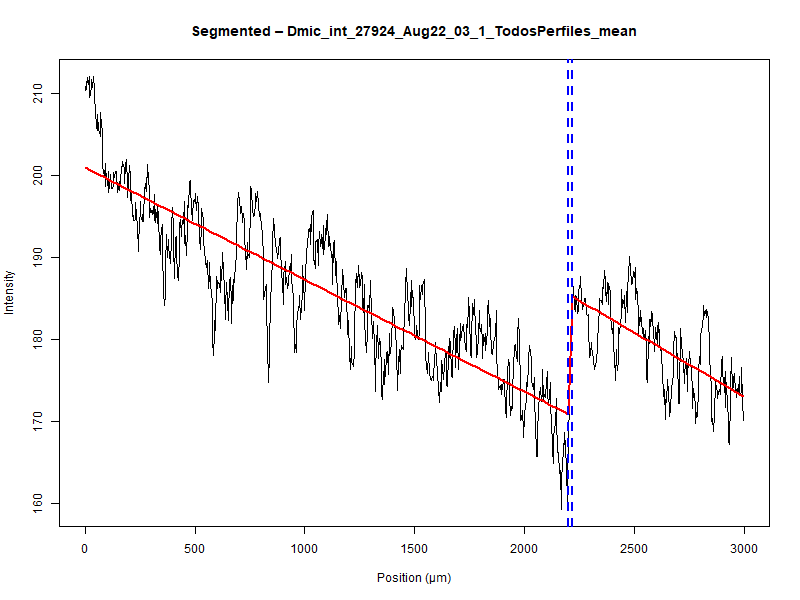 Segmented – Dmic_int_27924_Aug22_03_1_TodosPerfiles_mean
Intensity
210
200
190
180
170
160
0 500 1000 1500 2000 2500 3000
Position (µm)